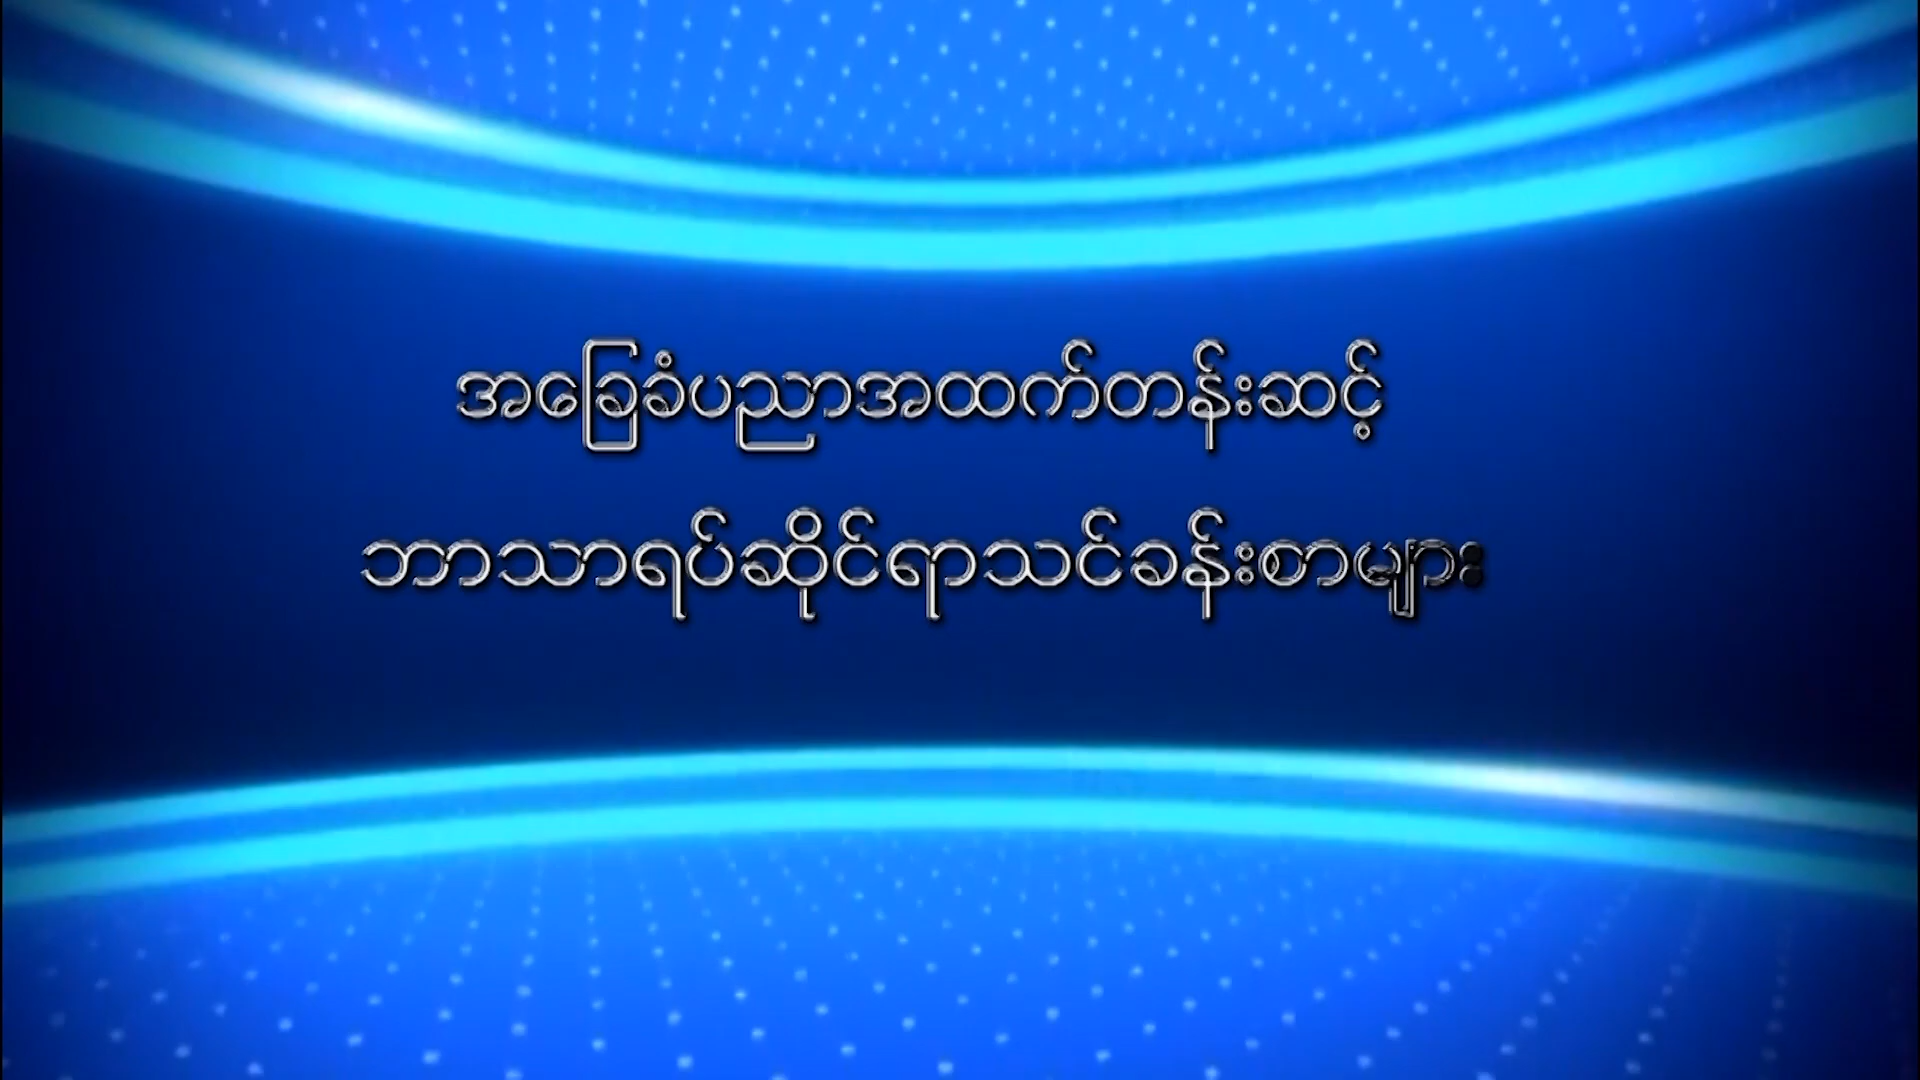 အခြေခံပညာအထက်တန်းဆင့်
ဘာသာရပ်ဆိုင်ရာသင်ခန်းစာများ